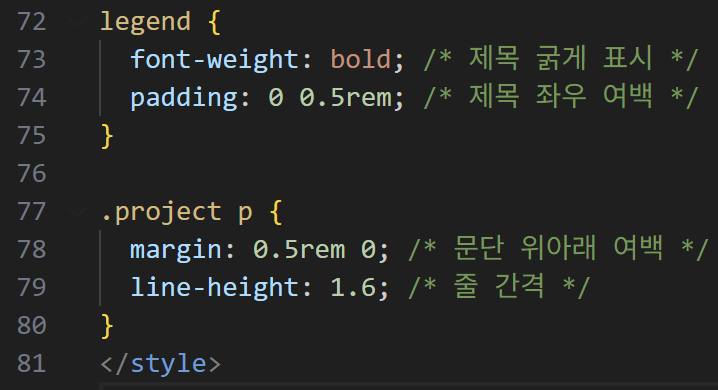 72 legend {
73 font-weight: bold; /* 제목 굵게 표시 */
74 padding: 0 0.5rem; /* 제목 좌우 여백 */
75 }
76
77 .project p {
78 margin: 0.5rem 0; /* 문단 위아래 여백 */
79 line-height: 1.6; /* 줄 간격 */
80 }
81 </style>